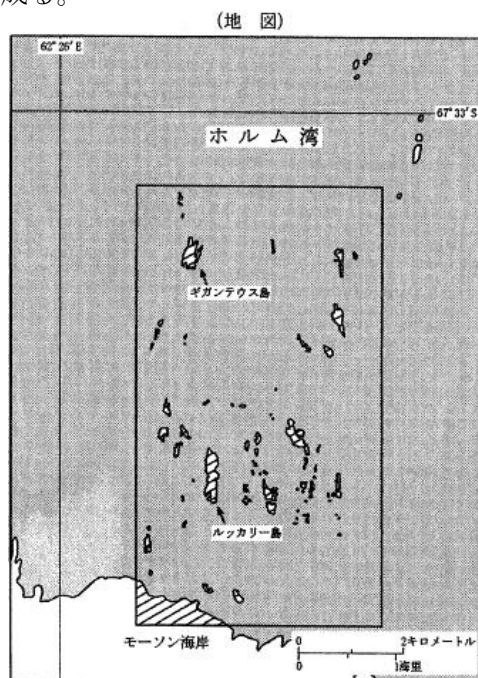 成る。
(地 図)
62°26′E
67°33′S
ホルム湾
ギガンテウス島
ルッカリー島
モーソン海岸
0 2キロメートル
0 1海里